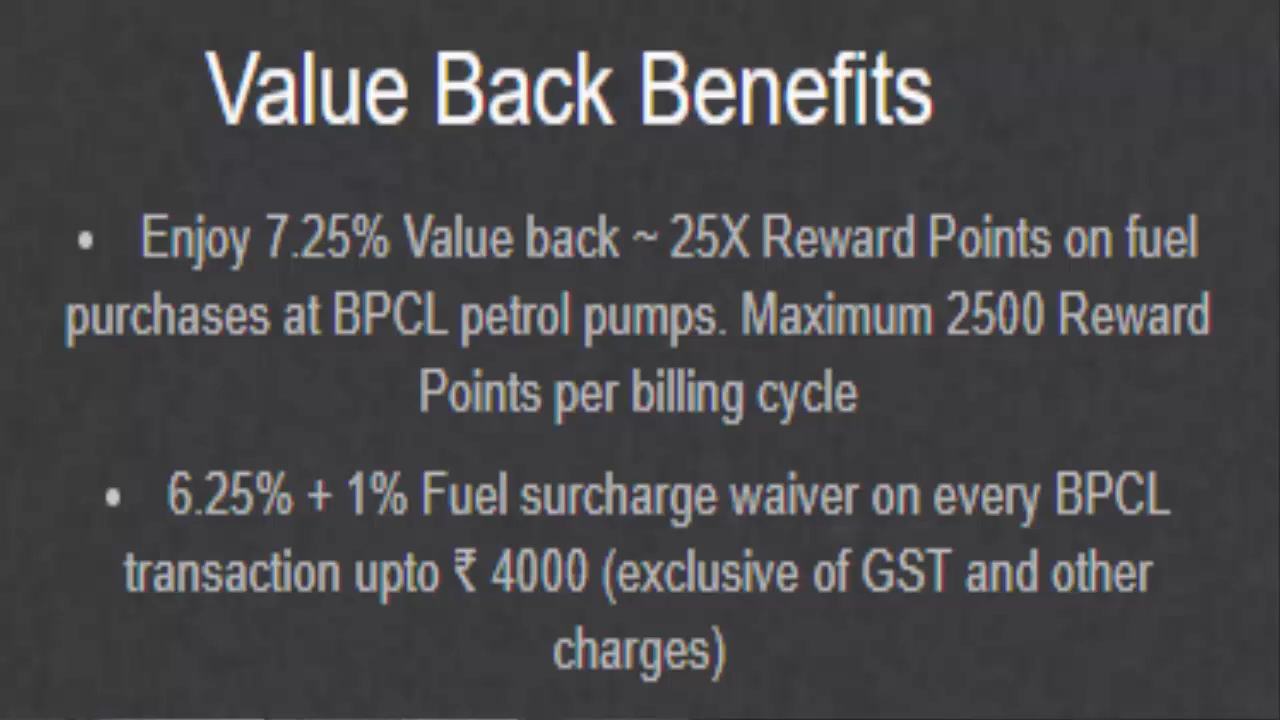 Value Back Benefits
• Enjoy 7.25% Value back ~ 25X Reward Points on fuel
purchases at BPCL petrol pumps. Maximum 2500 Reward
Points per billing cycle
• 6.25% + 1% Fuel surcharge waiver on every BPCL
transaction upto ₹ 4000 (exclusive of GST and other
charges)